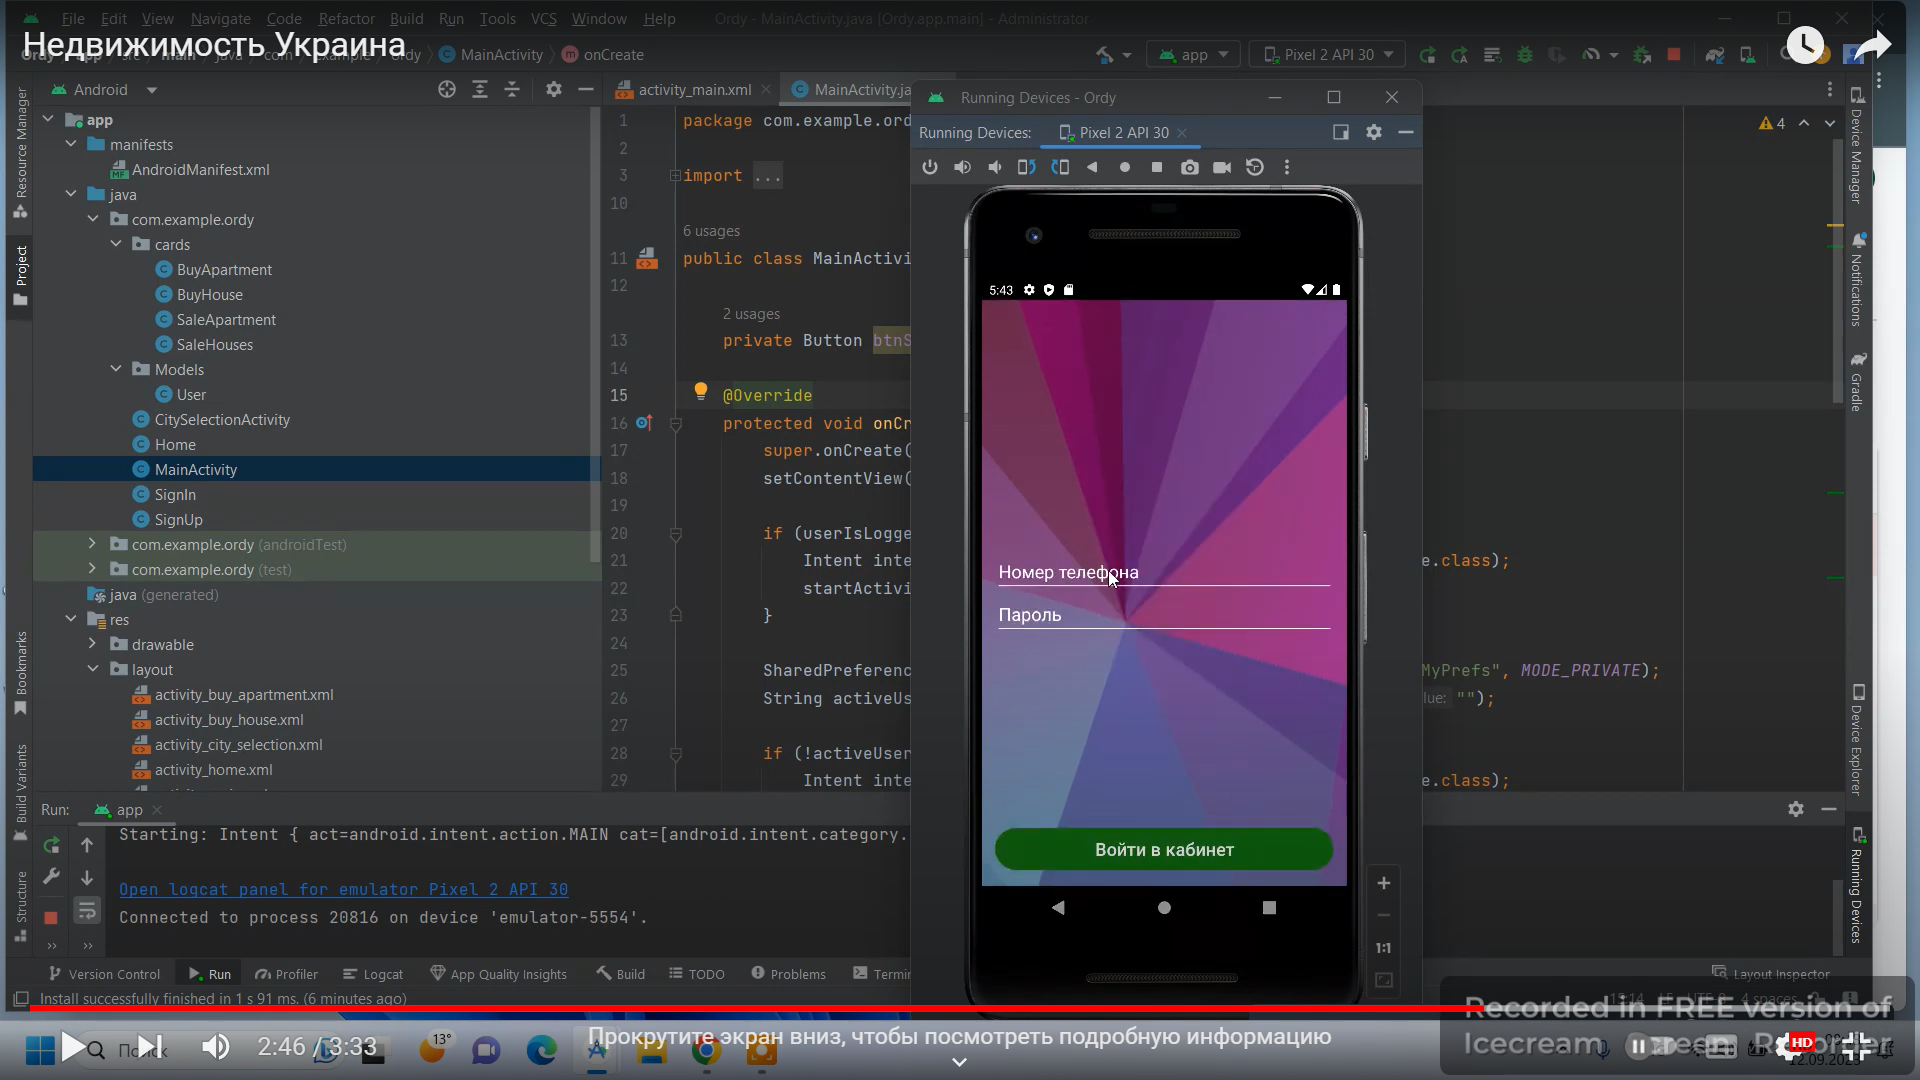 File Edit View Navigate Code Refactor Build Run Tools VCS Window Help Ordy - MainActivity.java [Ordy.app.main] - Administrator
Недвижимость Украина
MainActivity onCreate
app Pixel 2 API 30
Android
activity_main.xml
MainActivity.ja
Resource Manager
Project
Bookmarks
Build Variants
Structure
app
manifests
AndroidManifest.xml
java
com.example.ordy
cards
BuyApartment
BuyHouse
SaleApartment
SaleHouses
Models
User
CitySelectionActivity
Home
MainActivity
SignIn
SignUp
com.example.ordy (androidTest)
com.example.ordy (test)
java (generated)
res
drawable
layout
activity_buy_apartment.xml
activity_buy_house.xml
activity_city_selection.xml
activity_home.xml
1 package com.example.ord
2
3 import ...
10
6 usages
11 public class MainActivi
12
2 usages
13 private Button btnS
14
15 @Override
16 protected void onCr
17 super.onCreate(
18 setContentView(
19
20 if (userIsLogge
21 Intent inte
e.class);
22 startActivi
23 }
24
25 SharedPreferenc
MyPrefs", MODE_PRIVATE);
26 String activeUs
lue: "");
27
28 if (!activeUser
29 Intent inte
e.class);
4
Running Devices - Ordy
Running Devices: Pixel 2 API 30
5:43
Номер телефона
Пароль
Войти в кабинет
1:1
Device Manager
Notifications
Gradle
Device Explorer
Running Devices
Run: app
Starting: Intent { act=android.intent.action.MAIN cat=[android.intent.category.
Open logcat panel for emulator Pixel 2 API 30
Connected to process 20816 on device 'emulator-5554'.
Version Control Run Profiler Logcat App Quality Insights Build TODO Problems Termi
Layout Inspector
Install successfully finished in 1 s 91 ms. (6 minutes ago)
Recorded in FREE version of
Icecream Screen Recorder
2:46 / 3:33
13°
Прокрутите экран вниз, чтобы посмотреть подробную информацию
HD